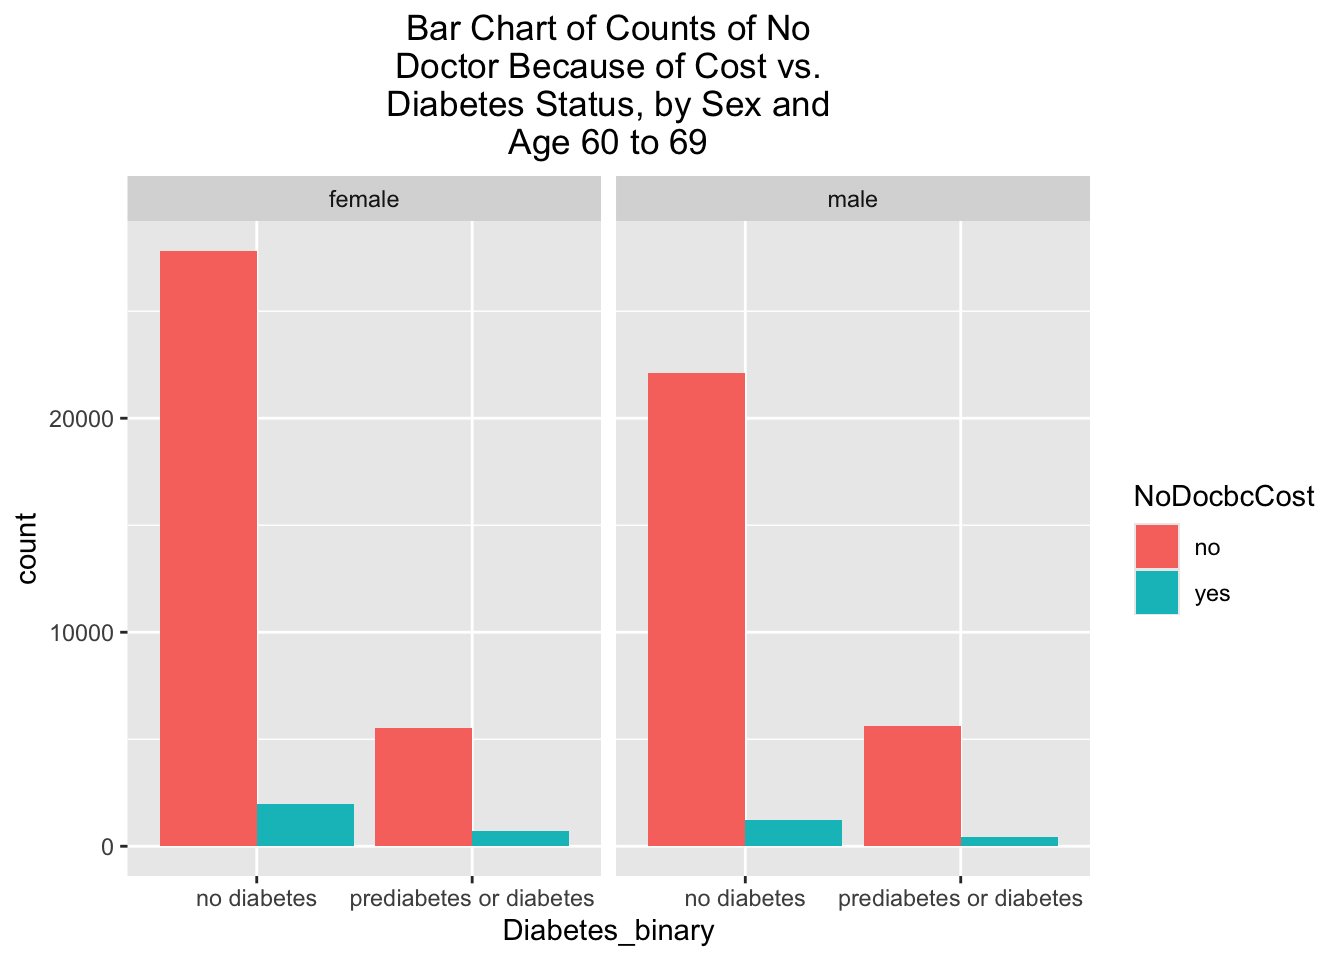 Bar Chart of Counts of No
Doctor Because of Cost vs.
Diabetes Status, by Sex and
Age 60 to 69
female
male
20000
10000
0
count
no diabetes
prediabetes or diabetes
no diabetes
prediabetes or diabetes
Diabetes_binary
NoDocbcCost
no
yes